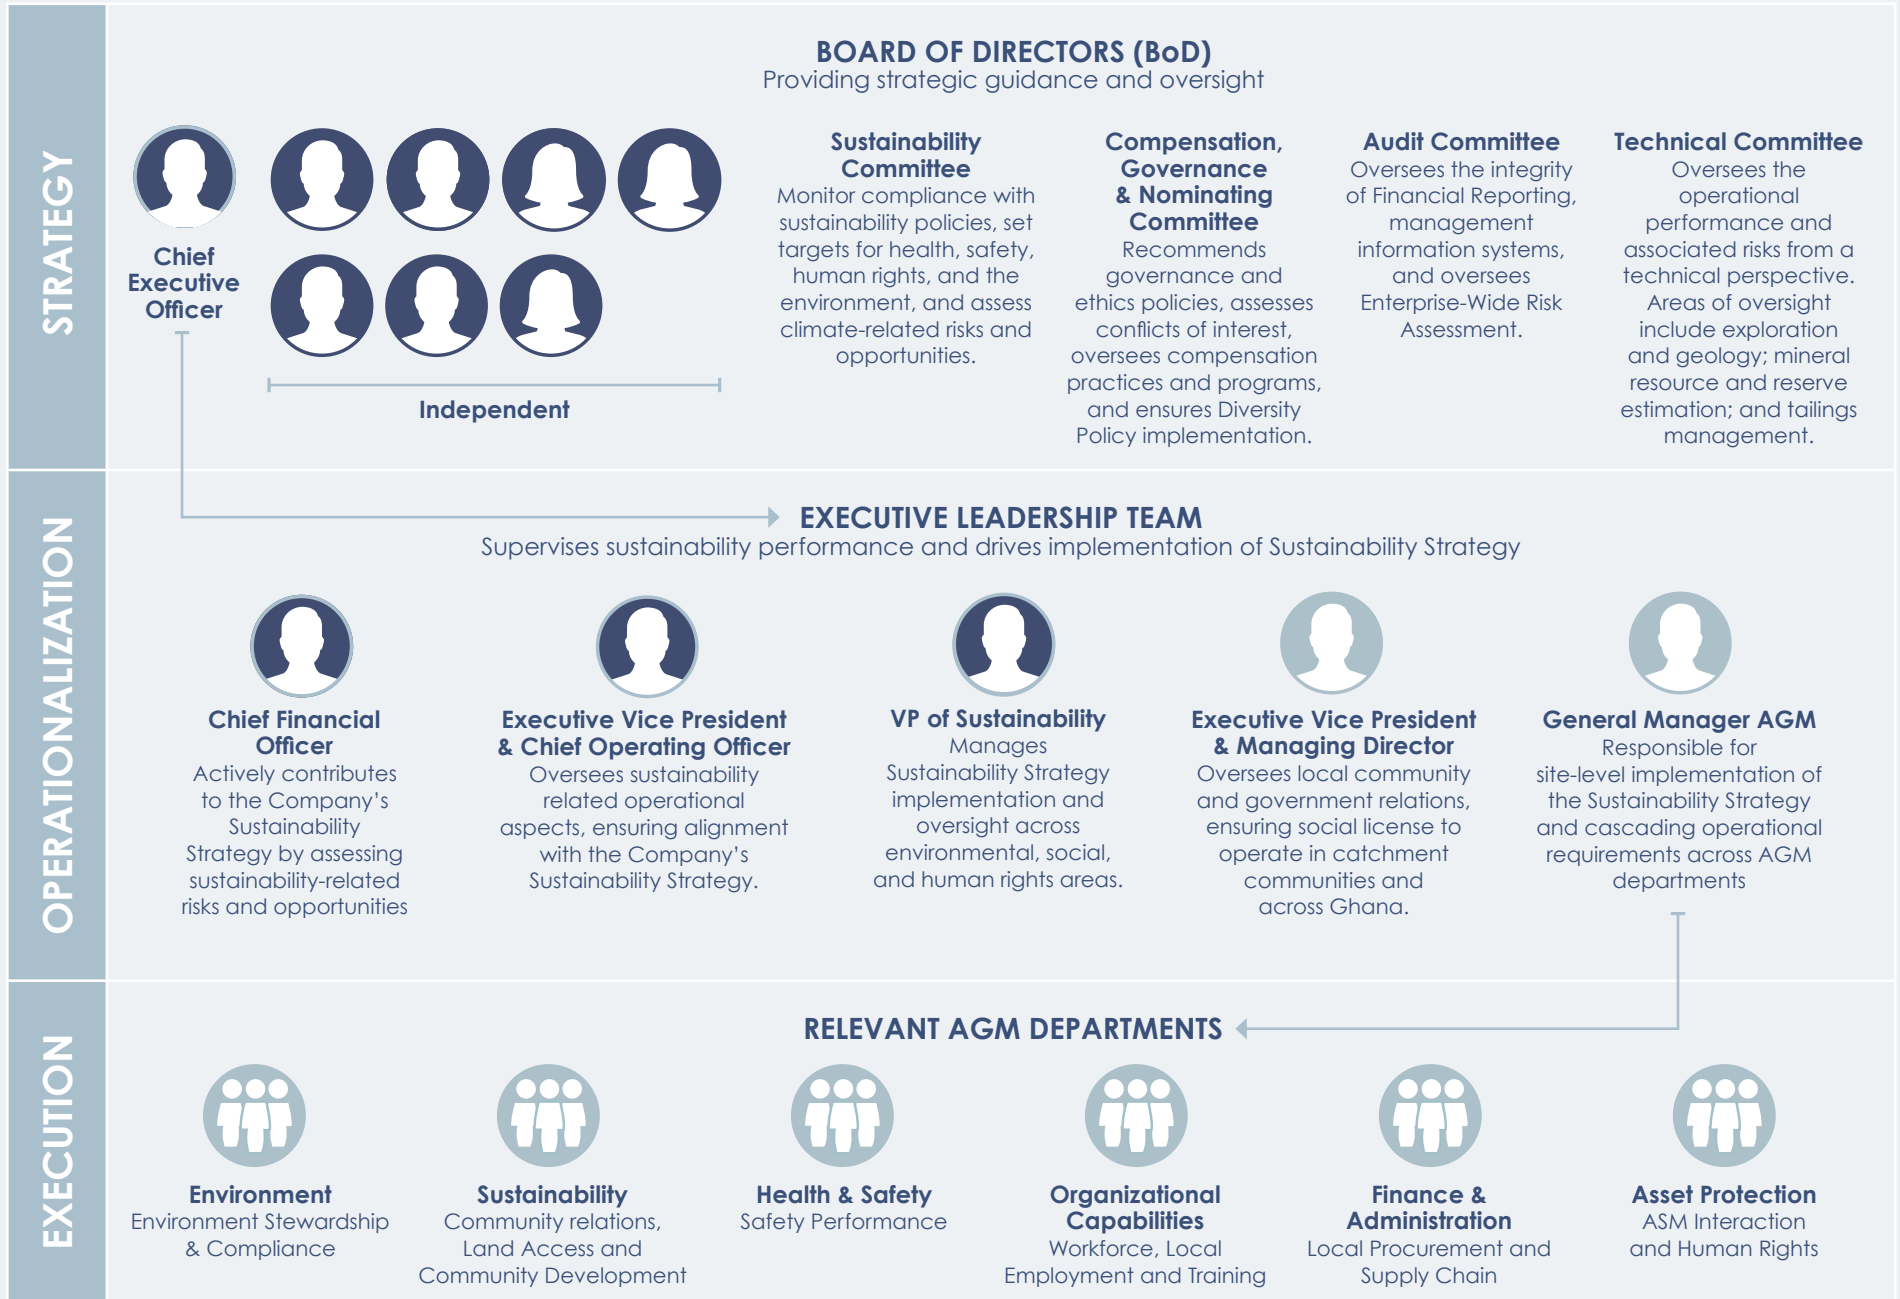 STRATEGY
BOARD OF DIRECTORS (BoD)
Providing strategic guidance and oversight
Chief
Executive
Officer
Independent
Sustainability
Committee
Monitor compliance with
sustainability policies, set
targets for health, safety,
human rights, and the
environment, and assess
climate-related risks and
opportunities.
Compensation,
Governance
& Nominating
Committee
Recommends
governance and
ethics policies, assesses
conflicts of interest,
oversees compensation
practices and programs,
and ensures Diversity
Policy implementation.
Audit Committee
Oversees the integrity
of Financial Reporting,
management
information systems,
and oversees
Enterprise-Wide Risk
Assessment.
Technical Committee
Oversees the
operational
performance and
associated risks from a
technical perspective.
Areas of oversight
include exploration
and geology; mineral
resource and reserve
estimation; and tailings
management.
OPERATIONALIZATION
EXECUTIVE LEADERSHIP TEAM
Supervises sustainability performance and drives implementation of Sustainability Strategy
Chief Financial
Officer
Actively contributes
to the Company's
Sustainability
Strategy by assessing
sustainability-related
risks and opportunities
Executive Vice President
& Chief Operating Officer
Oversees sustainability
related operational
aspects, ensuring alignment
with the Company's
Sustainability Strategy.
VP of Sustainability
Manages
Sustainability Strategy
implementation and
oversight across
environmental, social,
and human rights areas.
Executive Vice President
& Managing Director
Oversees local community
and government relations,
ensuring social license to
operate in catchment
communities and
across Ghana.
General Manager AGM
Responsible for
site-level implementation of
the Sustainability Strategy
and cascading operational
requirements across AGM
departments
EXECUTION
RELEVANT AGM DEPARTMENTS
Environment
Environment Stewardship
& Compliance
Sustainability
Community relations,
Land Access and
Community Development
Health & Safety
Safety Performance
Organizational
Capabilities
Workforce, Local
Employment and Training
Finance &
Administration
Local Procurement and
Supply Chain
Asset Protection
ASM Interaction
and Human Rights